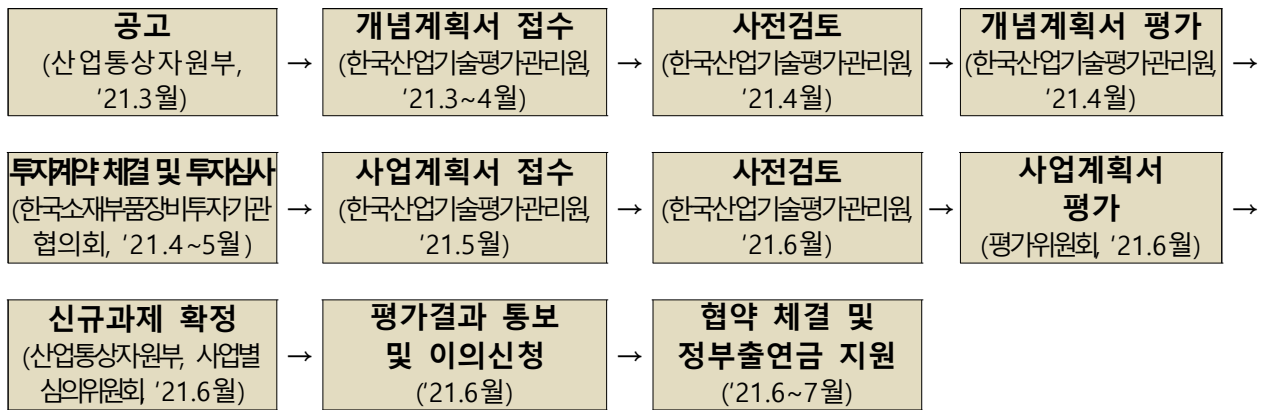 공고
(산업통상자원부,
'21.3월)
→
개념계획서 접수
(한국산업기술평가관리원,
'21.3~4월)
→
사전검토
(한국산업기술평가관리원,
'21.4월)
→
개념계획서 평가
(한국산업기술평가관리원,
'21.4월)
→
투자계약 체결 및 투자심사
(한국소재부품장비투자기관
협의회, '21.4~5월)
→
사업계획서 접수
(한국산업기술평가관리원,
'21.5월)
→
사전검토
(한국산업기술평가관리원,
'21.6월)
→
사업계획서
평가
(평가위원회, '21.6월)
→
신규과제 확정
(산업통상자원부, 사업별
심의위원회, '21.6월)
→
평가결과 통보
및 이의신청
('21.6월)
→
협약 체결 및
정부출연금 지원
('21.6~7월)